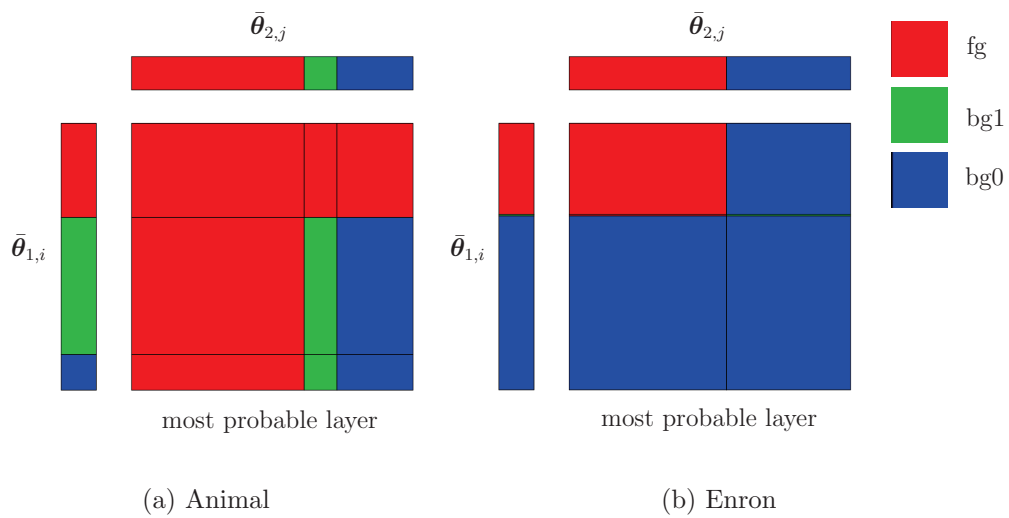 θ̄₂,ⱼ
θ̄₂,ⱼ
fg
bg1
bg0
θ̄₁,ᵢ
θ̄₁,ᵢ
most probable layer
most probable layer
(a) Animal
(b) Enron